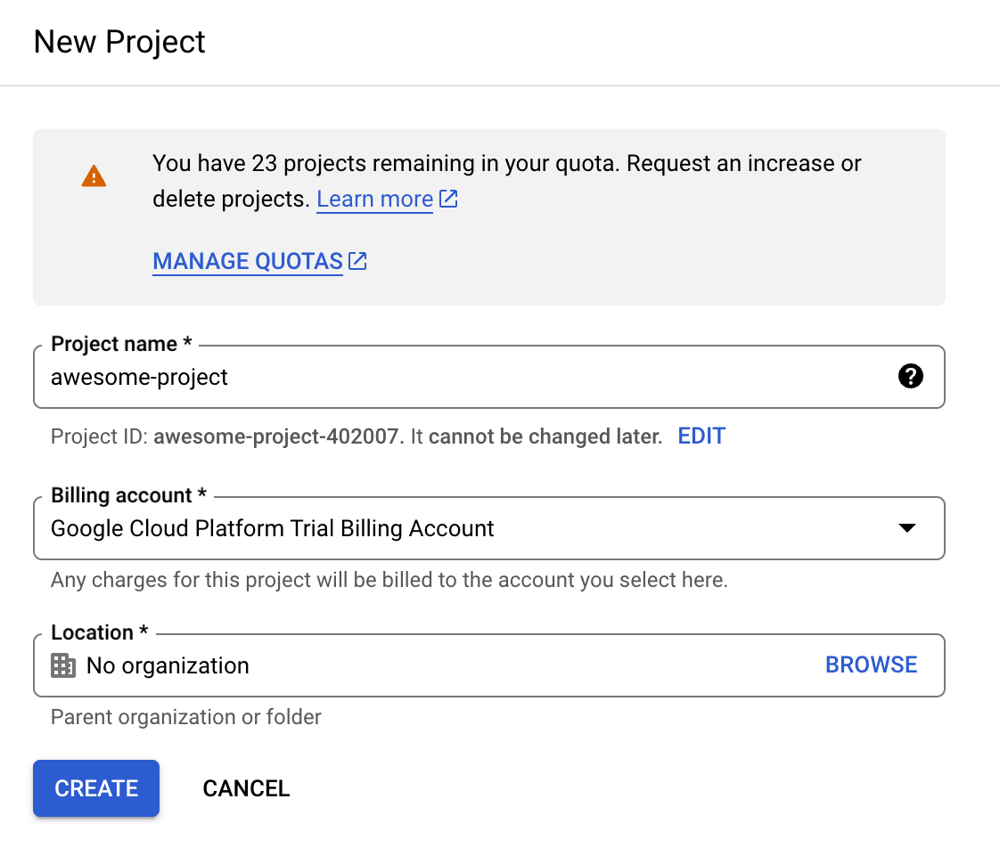 New Project
You have 23 projects remaining in your quota. Request an increase or
delete projects. Learn more
MANAGE QUOTAS
Project name *
awesome-project
Project ID: awesome-project-402007. It cannot be changed later. EDIT
Billing account *
Google Cloud Platform Trial Billing Account
Any charges for this project will be billed to the account you select here.
Location *
No organization BROWSE
Parent organization or folder
CREATE CANCEL